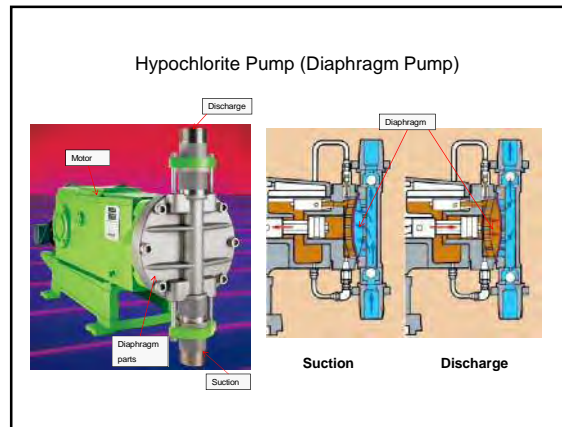 Hypochlorite Pump (Diaphragm Pump)
Discharge
Diaphragm
Motor
Diaphragm
parts
Suction
Suction
Discharge